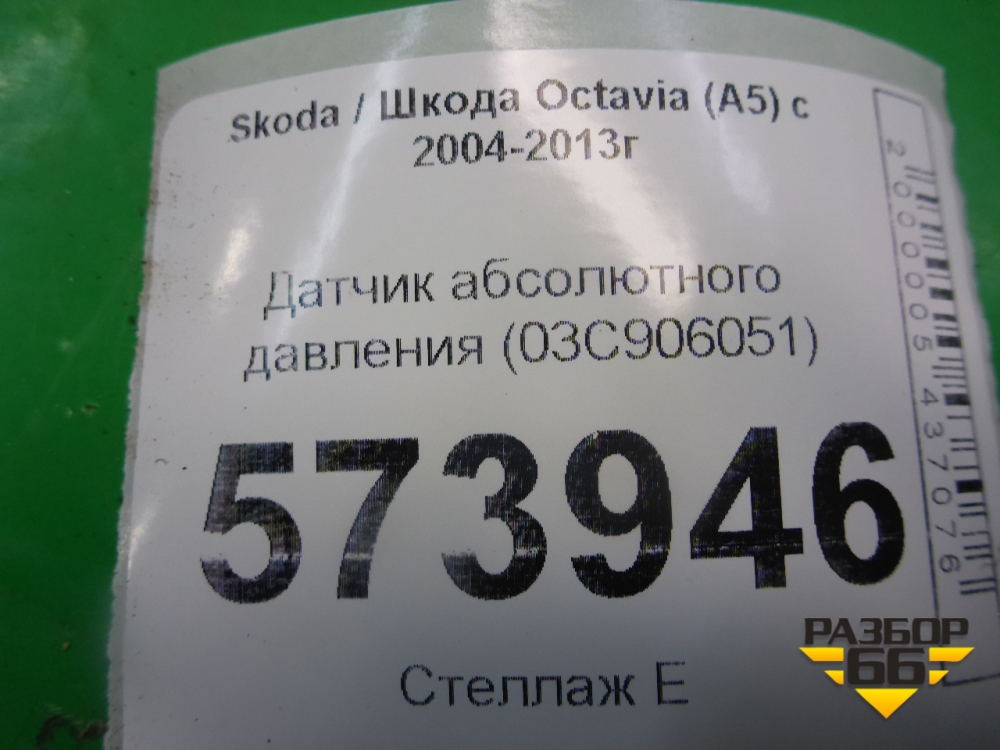 Skoda / Шкода Octavia (A5) с
2004-2013г
Датчик абсолютного
давления (03C906051)
573946
Стеллаж Е
2000005437076
РАЗБОР
66